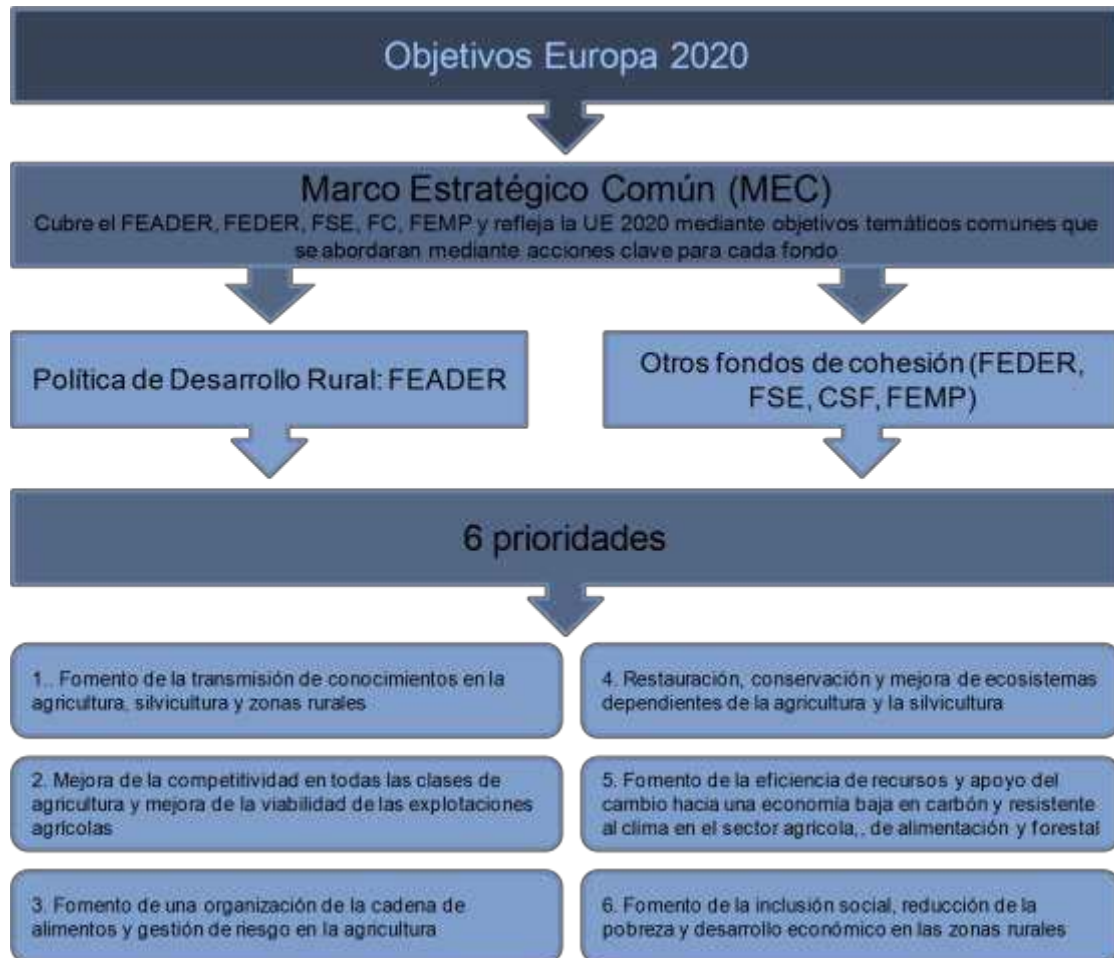 Objetivos Europa 2020
Marco Estratégico Común (MEC)
Cubre el FEADER, FEDER, FSE, FC, FEMP y refleja la UE 2020 mediante objetivos temáticos comunes que
se abordaran mediante acciones clave para cada fondo
Política de Desarrollo Rural: FEADER
Otros fondos de cohesión (FEDER,
FSE, CSF, FEMP)
6 prioridades
1.. Fomento de la transmisión de conocimientos en la
agricultura, silvicultura y zonas rurales
2. Mejora de la competitividad en todas las clases de
agricultura y mejora de la viabilidad de las explotaciones
agrícolas
3. Fomento de una organización de la cadena de
alimentos y gestión de riesgo en la agricultura
4. Restauración, conservación y mejora de ecosistemas
dependientes de la agricultura y la silvicultura
5. Fomento de la eficiencia de recursos y apoyo del
cambio hacia una economía baja en carbón y resistente
al clima en el sector agrícola,. de alimentación y forestal
6. Fomento de la inclusión social, reducción de la
pobreza y desarrollo económico en las zonas rurales